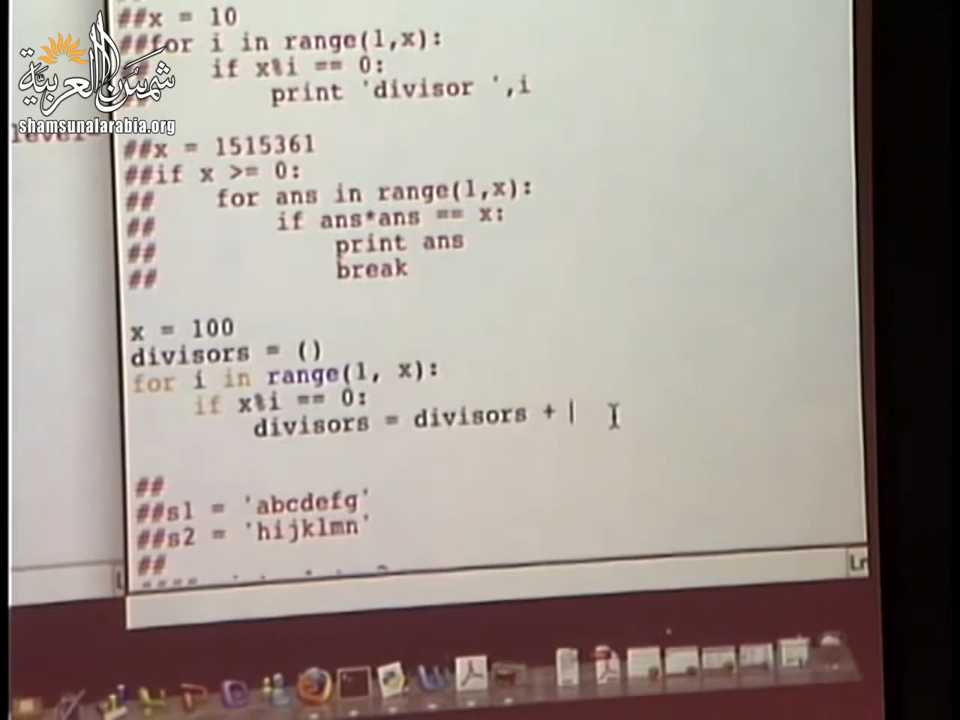 ##x = 10
##for i in range(1,x):
## if x%i == 0:
print 'divisor ',i
شمس العربية
shamsunalarabia.org
level
##x = 1515361
##if x >= 0:
## for ans in range(1,x):
## if ans*ans == x:
## print ans
## break
x = 100
divisors = ()
for i in range(1, x):
if x%i == 0:
divisors = divisors +
##
##s1 = 'abcdefg'
##s2 = 'hijklmn'
##
Ln